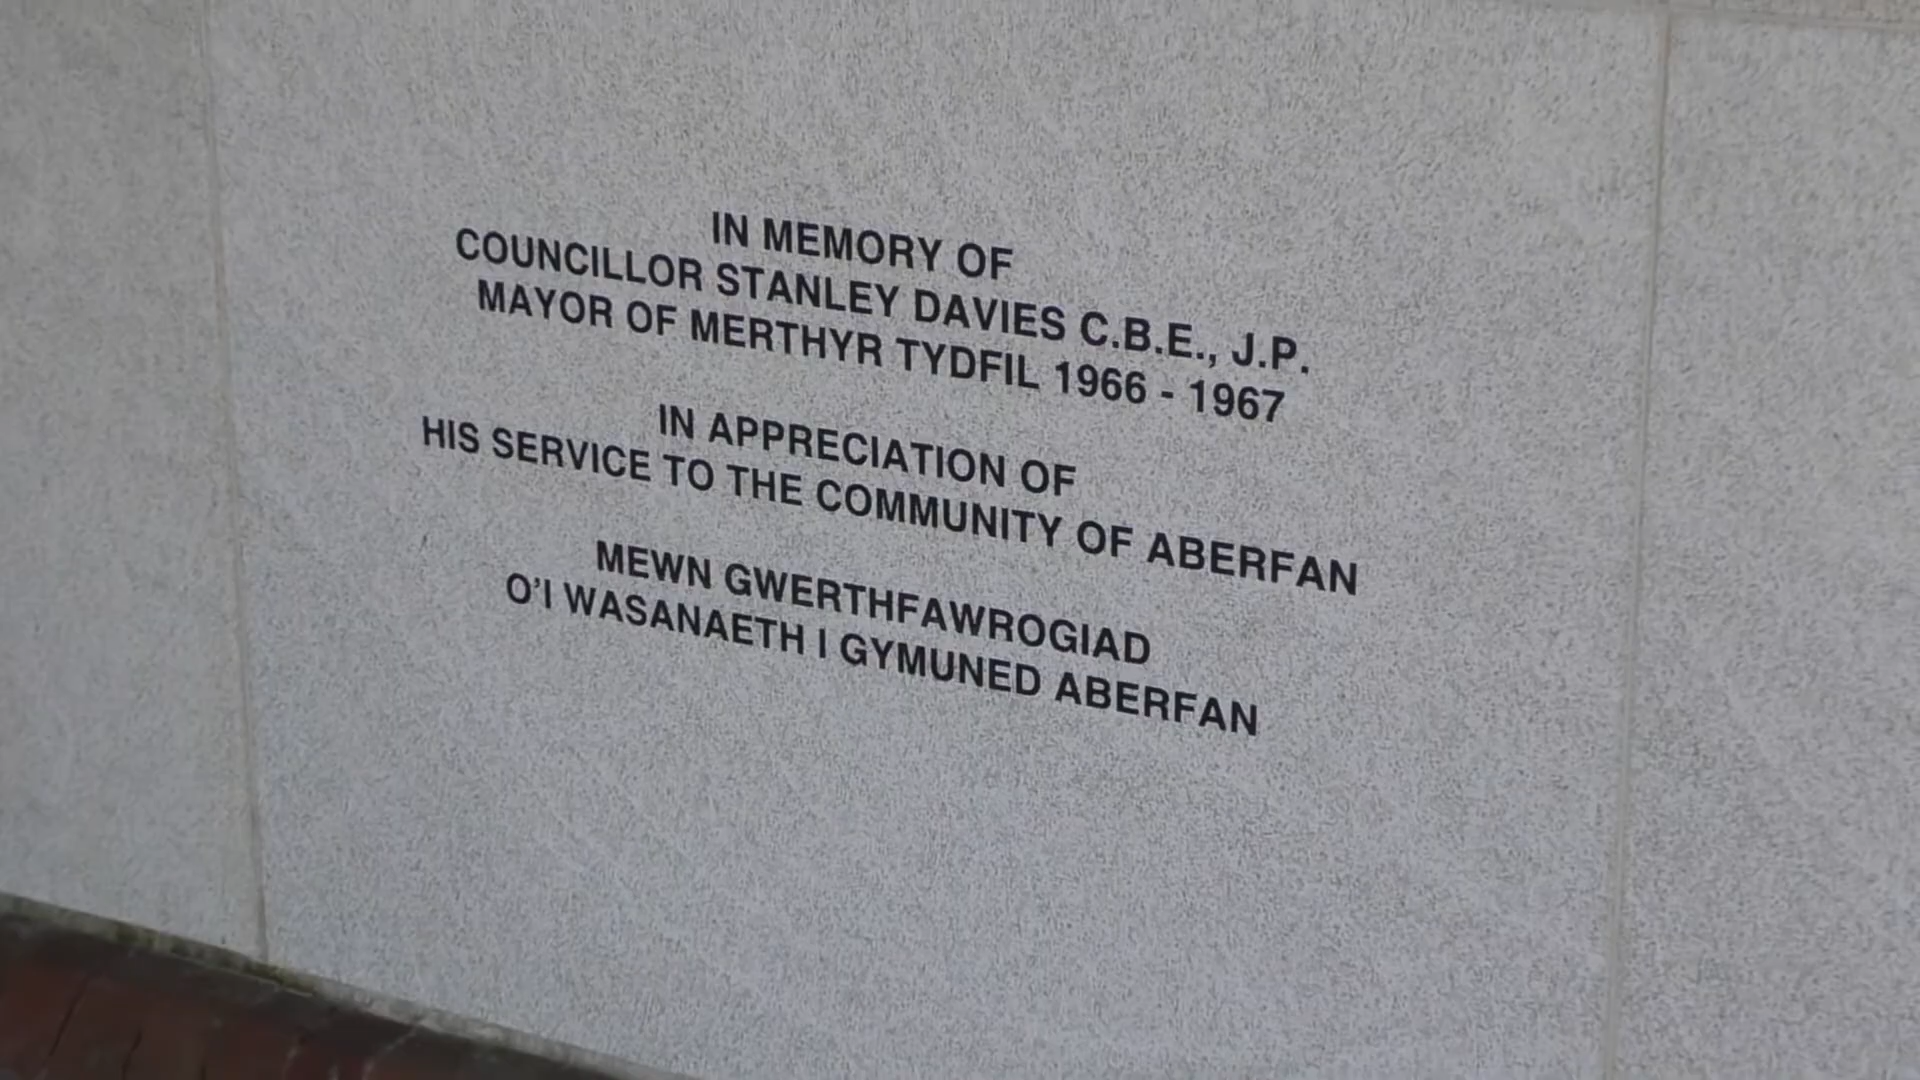 IN MEMORY OF
COUNCILLOR STANLEY DAVIES C.B.E., J.P.
MAYOR OF MERTHYR TYDFIL 1966 - 1967
IN APPRECIATION OF
HIS SERVICE TO THE COMMUNITY OF ABERFAN
MEWN GWERTHFAWROGIAD
O'I WASANAETH I GYMUNED ABERFAN